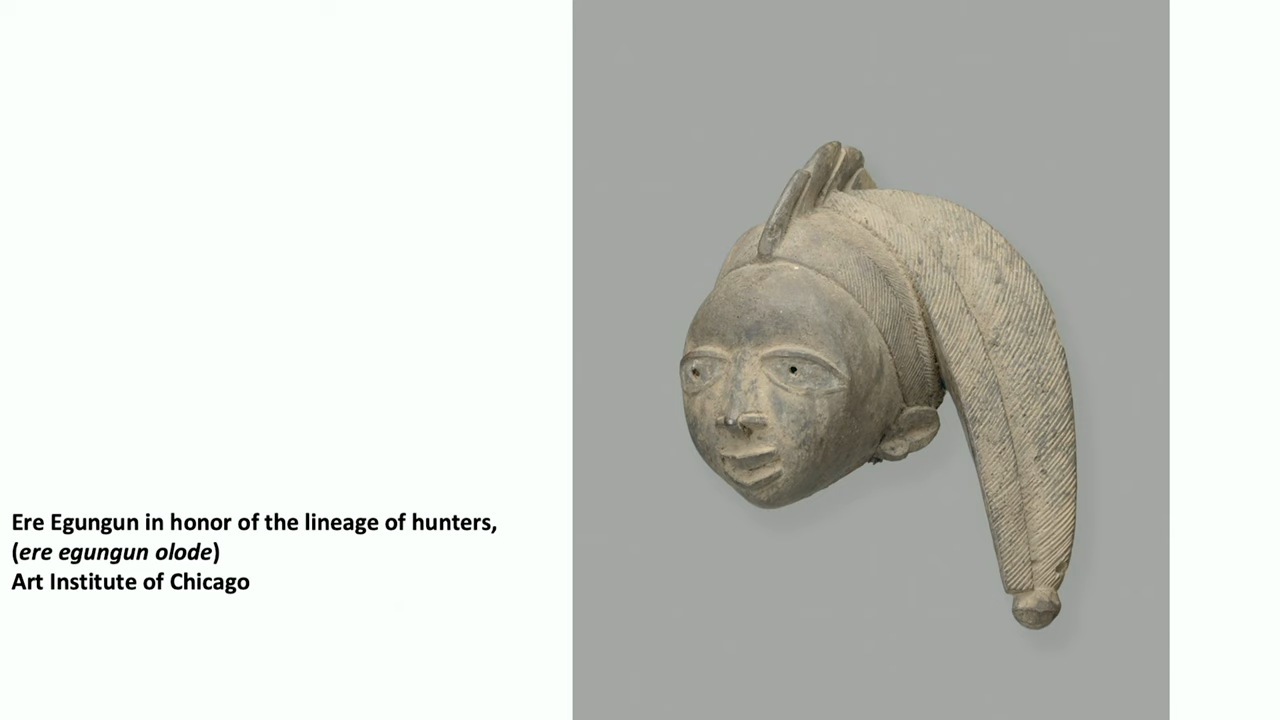 Ere Egungun in honor of the lineage of hunters,
(ere egungun olode)
Art Institute of Chicago